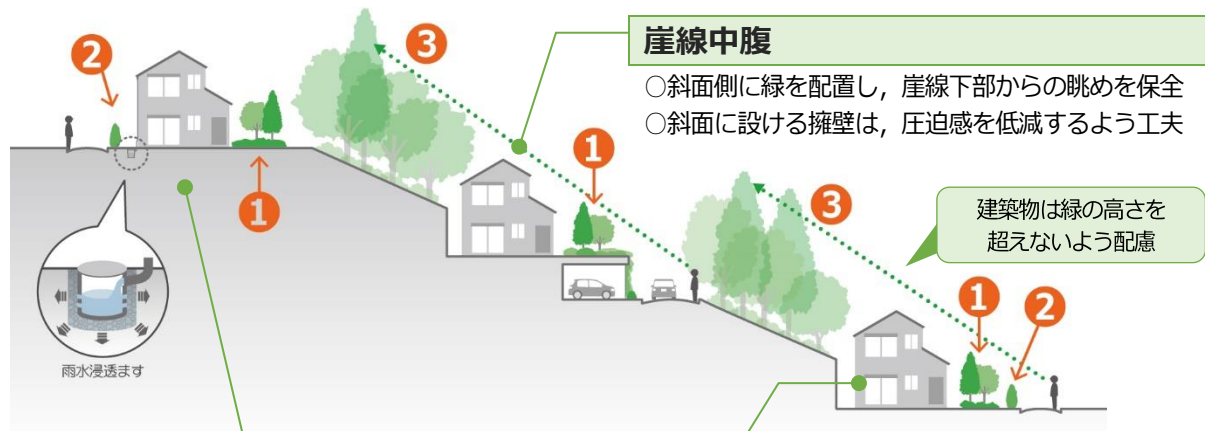 崖線中腹
○斜面側に緑を配置し，崖線下部からの眺めを保全
○斜面に設ける擁壁は，圧迫感を低減するよう工夫
2
3
1
1
3
建築物は緑の高さを
超えないよう配慮
1
2
雨水浸透ます